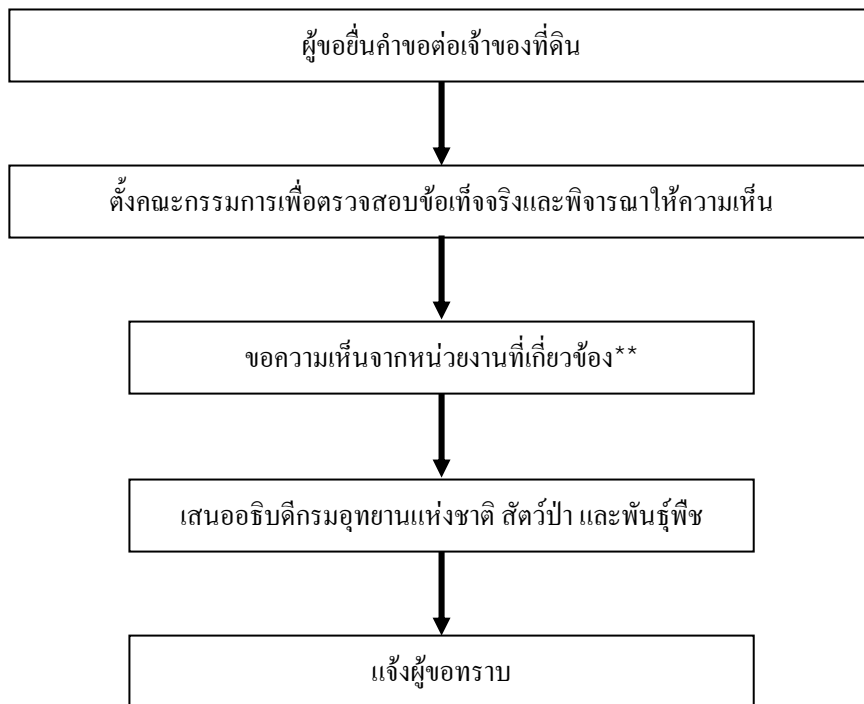 ผู้ขอยื่นคำขอต่อเจ้าของที่ดิน
ตั้งคณะกรรมการเพื่อตรวจสอบข้อเท็จจริงและพิจารณาให้ความเห็น
ขอความเห็นจากหน่วยงานที่เกี่ยวข้อง**
เสนออธิบดีกรมอุทยานแห่งชาติ สัตว์ป่า และพันธุ์พืช
แจ้งผู้ขอทราบ